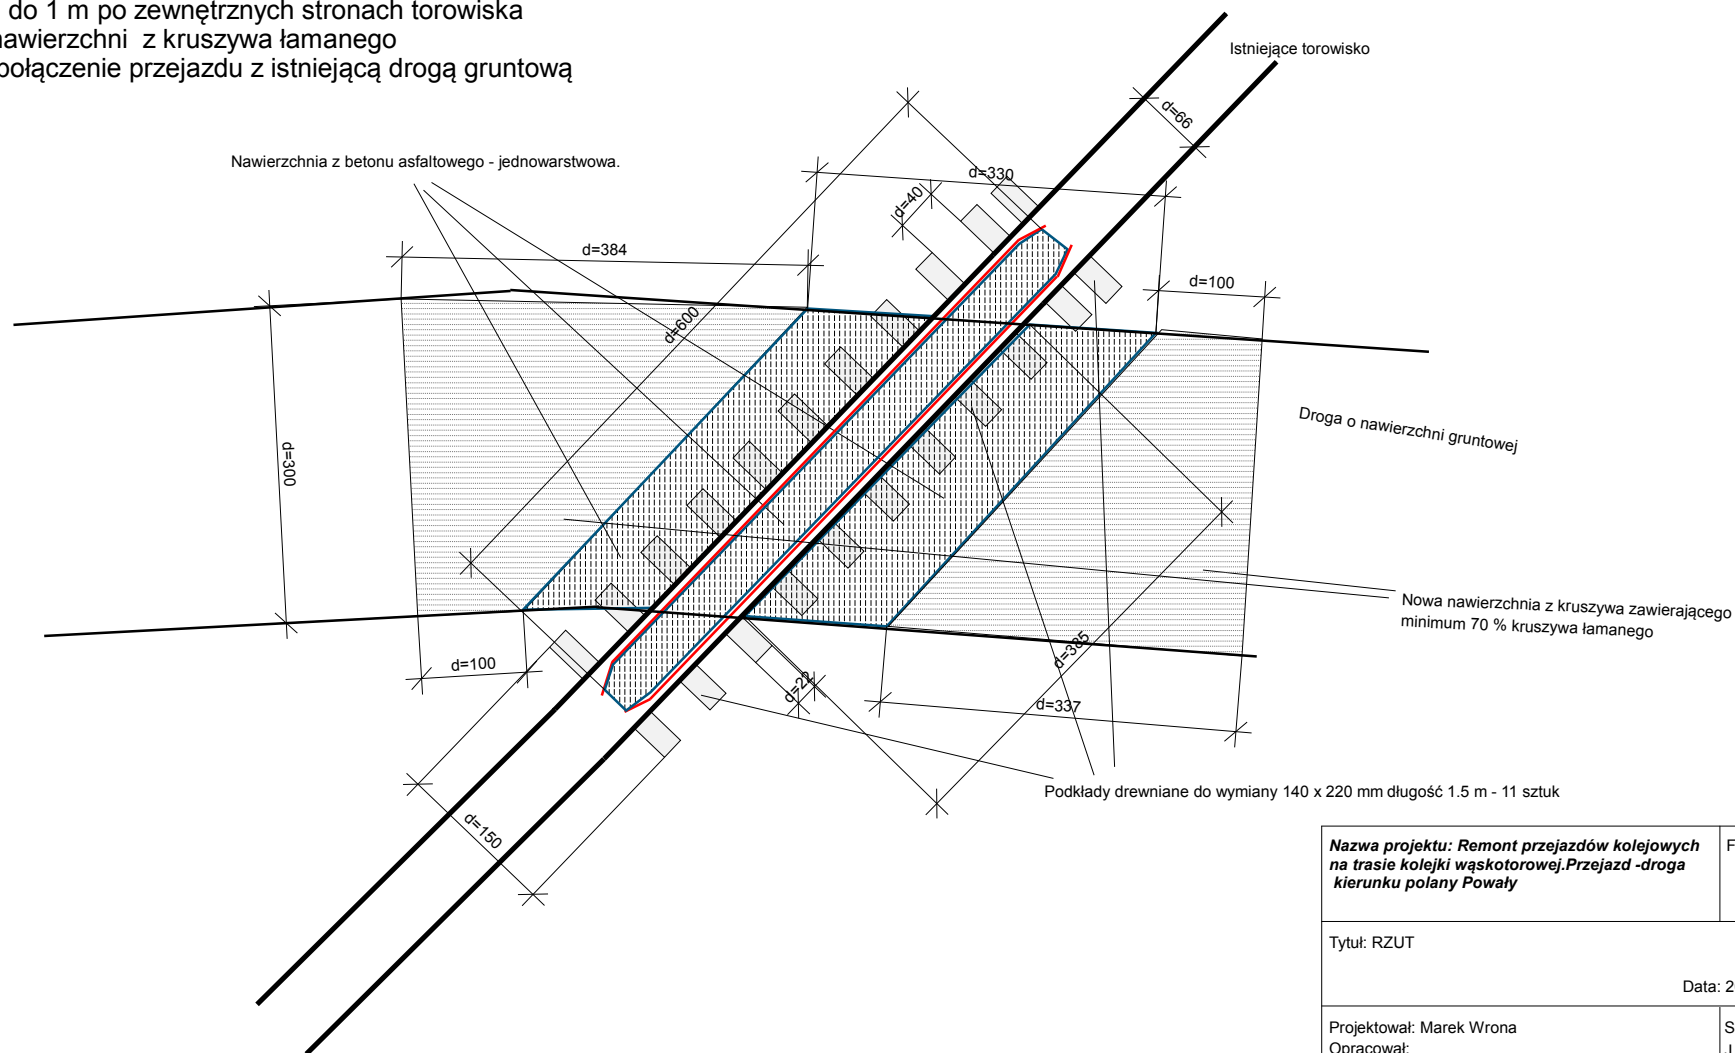 do 1 m po zewnętrznych stronach torowiska
nawierzchni z kruszywa łamanego
połączenie przejazdu z istniejącą drogą gruntową
Istniejące torowisko
d=66
Nawierzchnia z betonu asfaltowego - jednowarstwowa.
d=330
d=40
d=384
d=100
d=600
d=300
Droga o nawierzchni gruntowej
Nowa nawierzchnia z kruszywa zawierającego
minimum 70 % kruszywa łamanego
d=100
d=385
d=22
d=337
Podkłady drewniane do wymiany 140 x 220 mm długość 1.5 m - 11 sztuk
d=150
Nazwa projektu: Remont przejazdów kolejowych
na trasie kolejki wąskotorowej.Przejazd -droga
kierunku polany Powały
F
Tytuł: RZUT
Data: 2
Projektował: Marek Wrona
S
Opracował: